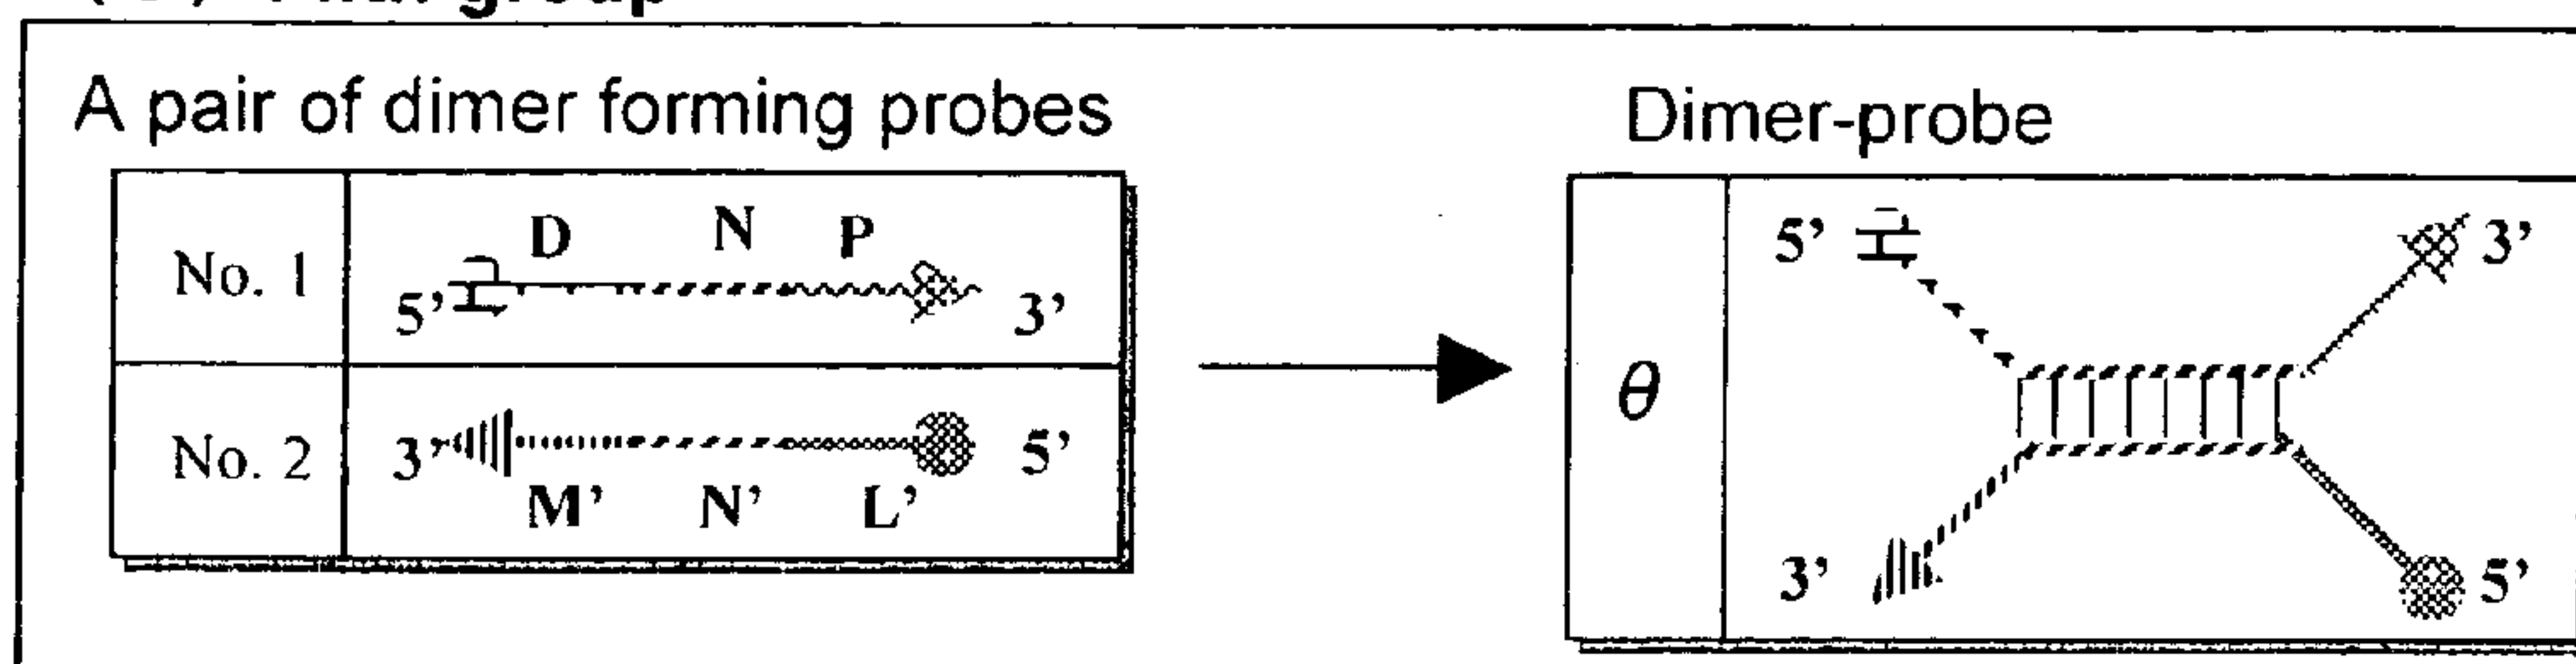 group
A pair of dimer forming probes
Dimer-probe
No. 1
D N P
5’ 3’
No. 2
3’ 5’
M’ N’ L’
θ
5’ 3’
3’ 5’